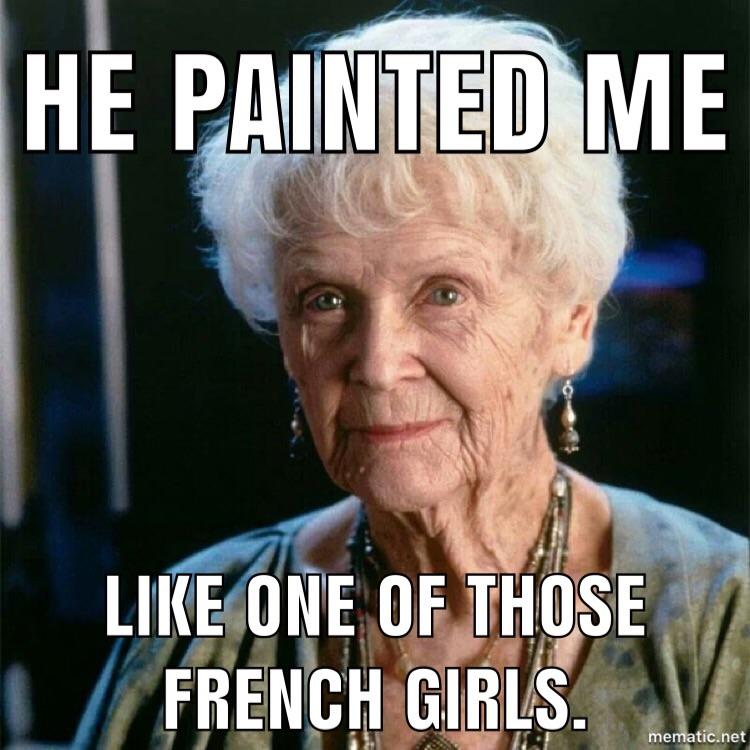 HE PAINTED ME
LIKE ONE OF THOSE
FRENCH GIRLS.
mematic.net